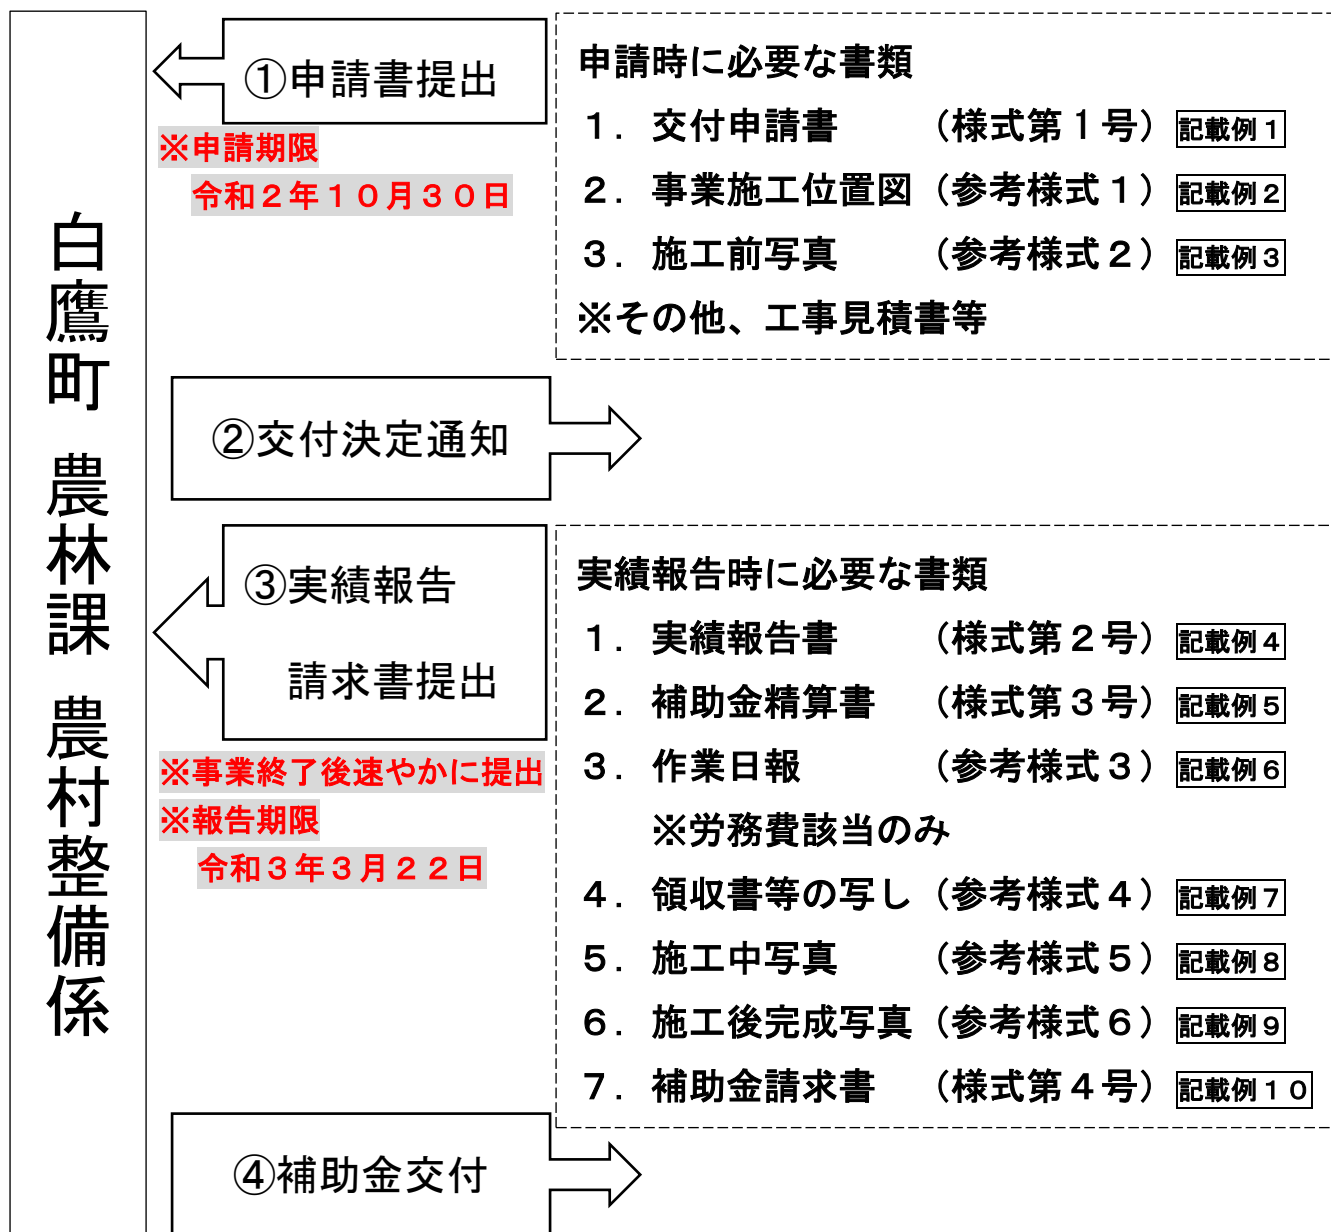 白鷹町 農林課 農村整備係
①申請書提出
※申請期限
令和２年１０月３０日
申請時に必要な書類
１．交付申請書 （様式第１号） 記載例１
２．事業施工位置図（参考様式１） 記載例２
３．施工前写真 （参考様式２） 記載例３
※その他、工事見積書等
②交付決定通知
③実績報告
請求書提出
※事業終了後速やかに提出
※報告期限
令和３年３月２２日
実績報告時に必要な書類
１．実績報告書 （様式第２号） 記載例４
２．補助金精算書 （様式第３号） 記載例５
３．作業日報 （参考様式３） 記載例６
※労務費該当のみ
４．領収書等の写し（参考様式４） 記載例７
５．施工中写真 （参考様式５） 記載例８
６．施工後完成写真（参考様式６） 記載例９
７．補助金請求書 （様式第４号） 記載例１０
④補助金交付